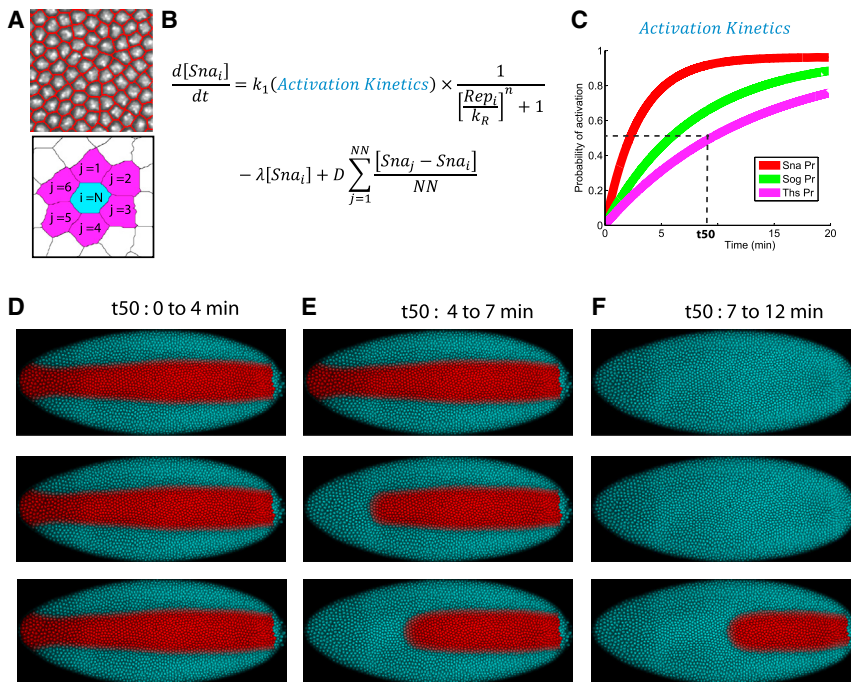 A
B
C
j=1
j=6
j=2
i=N
j=5
j=3
j=4
d[Sna_i]/dt = k_1(Activation Kinetics) × 1/([Rep_i/k_R]^n + 1)
− λ[Sna_i] + D ∑_{j=1}^{NN} [Sna_j − Sna_i]/NN
Activation Kinetics
Probability of activation
1
0.8
0.6
0.4
0.2
0
Sna Pr
Sog Pr
Ths Pr
0 5 t50 15 20
Time (min)
D t50 : 0 to 4 min
E t50 : 4 to 7 min
F t50 : 7 to 12 min